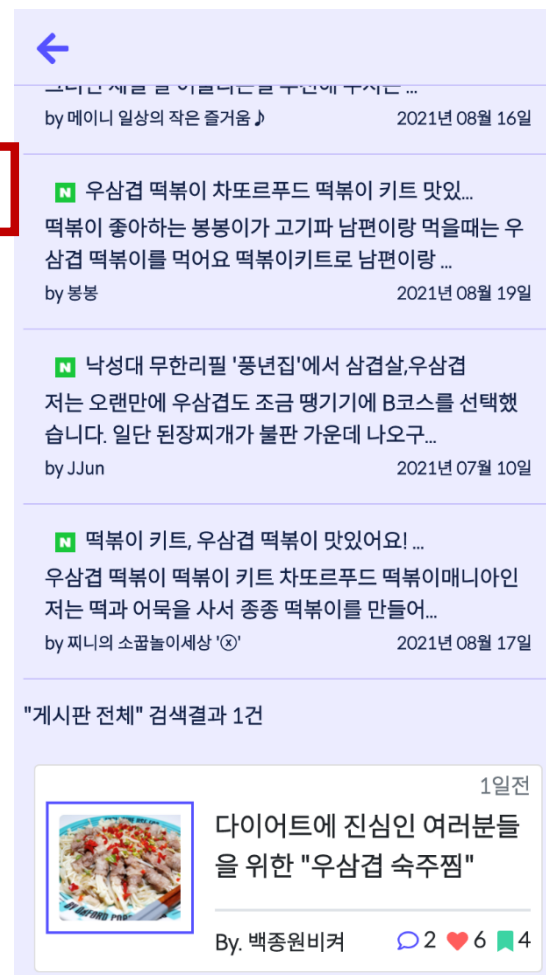 by 메이니 일상의 작은 즐거움♪ 2021년 08월 16일
N 우삼겹 떡볶이 차또르푸드 떡볶이 키트 맛있...
떡볶이 좋아하는 봉봉이가 고기파 남편이랑 먹을때는 우
삼겹 떡볶이를 먹어요 떡볶이키트로 남편이랑 ...
by 봉봉 2021년 08월 19일
N 낙성대 무한리필 '풍년집'에서 삼겹살,우삼겹
저는 오랜만에 우삼겹도 조금 땡기기에 B코스를 선택했
습니다. 일단 된장찌개가 불판 가운데 나오구...
by JJun 2021년 07월 10일
N 떡볶이 키트, 우삼겹 떡볶이 맛있어요! ...
우삼겹 떡볶이 떡볶이 키트 차또르푸드 떡볶이매니아인
저는 떡과 어묵을 사서 종종 떡볶이를 만들어...
by 찌니의 소꿉놀이세상 'ⓧ' 2021년 08월 17일
"게시판 전체" 검색결과 1건
1일전
다이어트에 진심인 여러분들
을 위한 "우삼겹 숙주찜"
By. 백종원비켜 2 6 4